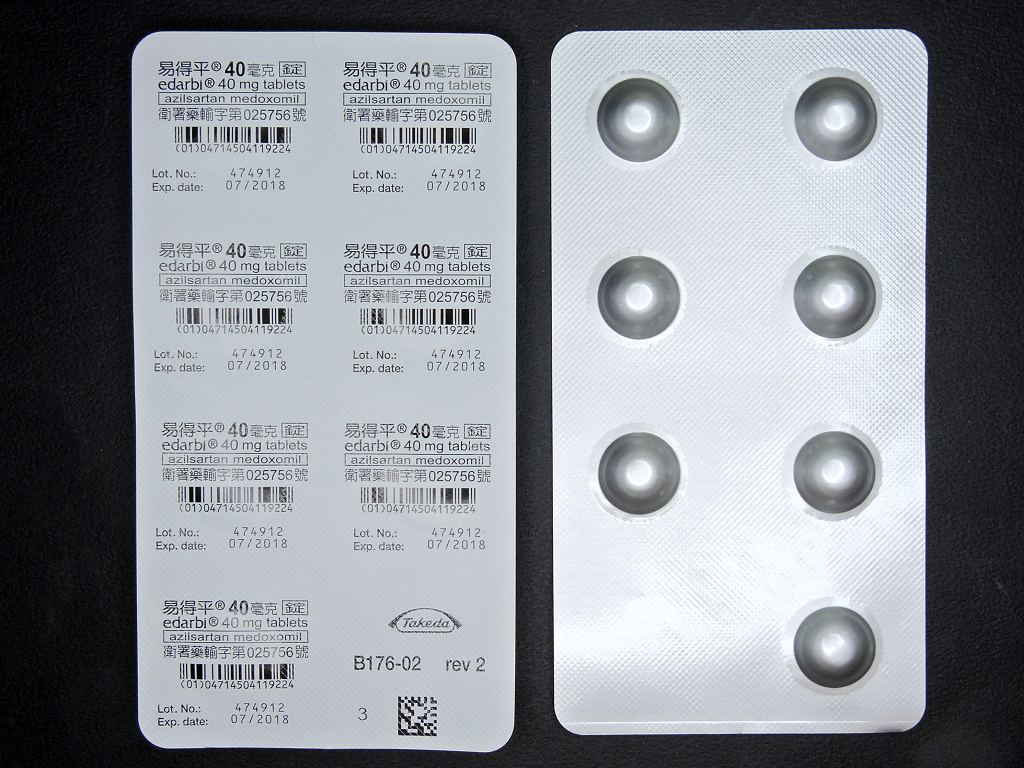 易得平® 40毫克 錠
edarbi® 40 mg tablets
azilsartan medoxomil
衛署藥輸字第025756號
(01)04714504119224
Lot. No.: 474912
Exp. date: 07/2018
易得平® 40毫克 錠
edarbi® 40 mg tablets
azilsartan medoxomil
衛署藥輸字第025756號
(01)04714504119224
Lot. No.: 474912
Exp. date: 07/2018
易得平® 40毫克 錠
edarbi® 40 mg tablets
azilsartan medoxomil
衛署藥輸字第025756號
(01)04714504119224
Lot. No.: 474912
Exp. date: 07/2018
易得平® 40毫克 錠
edarbi® 40 mg tablets
azilsartan medoxomil
衛署藥輸字第025756號
(01)04714504119224
Lot. No.: 474912
Exp. date: 07/2018
易得平® 40毫克 錠
edarbi® 40 mg tablets
azilsartan medoxomil
衛署藥輸字第025756號
(01)04714504119224
Lot. No.: 474912
Exp. date: 07/2018
易得平® 40毫克 錠
edarbi® 40 mg tablets
azilsartan medoxomil
衛署藥輸字第025756號
(01)04714504119224
Lot. No.: 474912
Exp. date: 07/2018
易得平® 40毫克 錠
edarbi® 40 mg tablets
azilsartan medoxomil
衛署藥輸字第025756號
(01)04714504119224
Lot. No.: 474912
Exp. date: 07/2018
Takeda
B176-02 rev 2
3